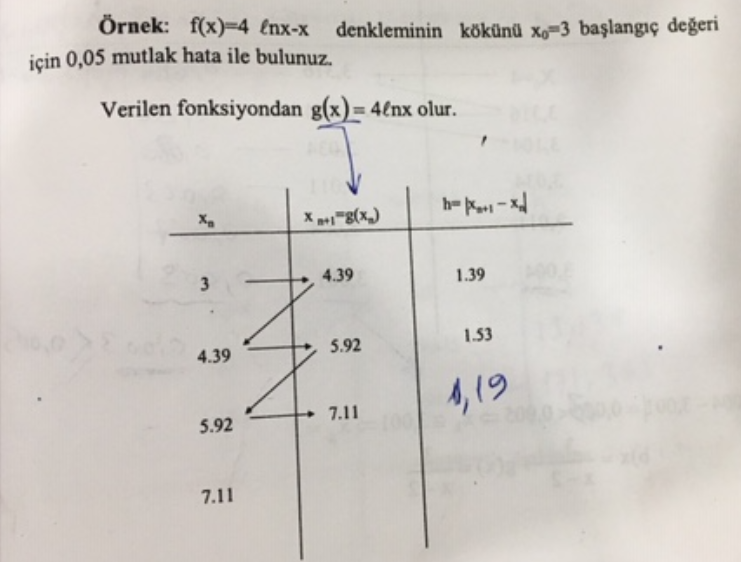 Örnek: f(x)=4 ℓnx-x denkleminin kökünü x₀=3 başlangıç değeri
için 0,05 mutlak hata ile bulunuz.
Verilen fonksiyondan g(x)= 4ℓnx olur.
xₙ x ₙ₊₁=g(xₙ) h= |xₙ₊₁ – xₙ|
3 4.39 1.39
4.39 5.92 1.53
5.92 7.11 1,19
7.11